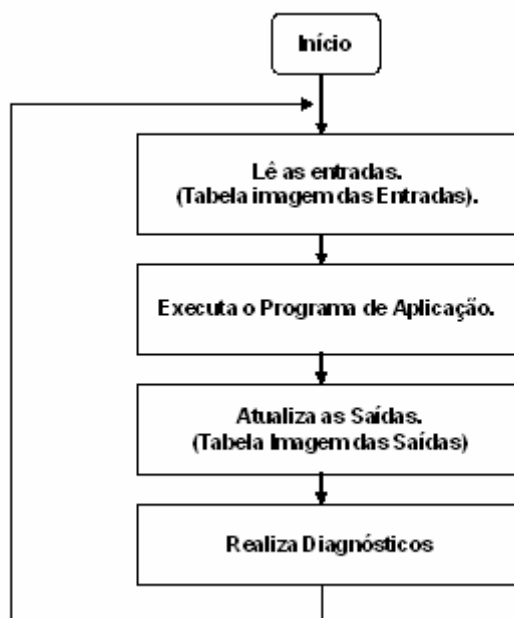 Início
Lê as entradas.
(Tabela imagem das Entradas).
Executa o Programa de Aplicação.
Atualiza as Saídas.
(Tabela Imagem das Saídas)
Realiza Diagnósticos